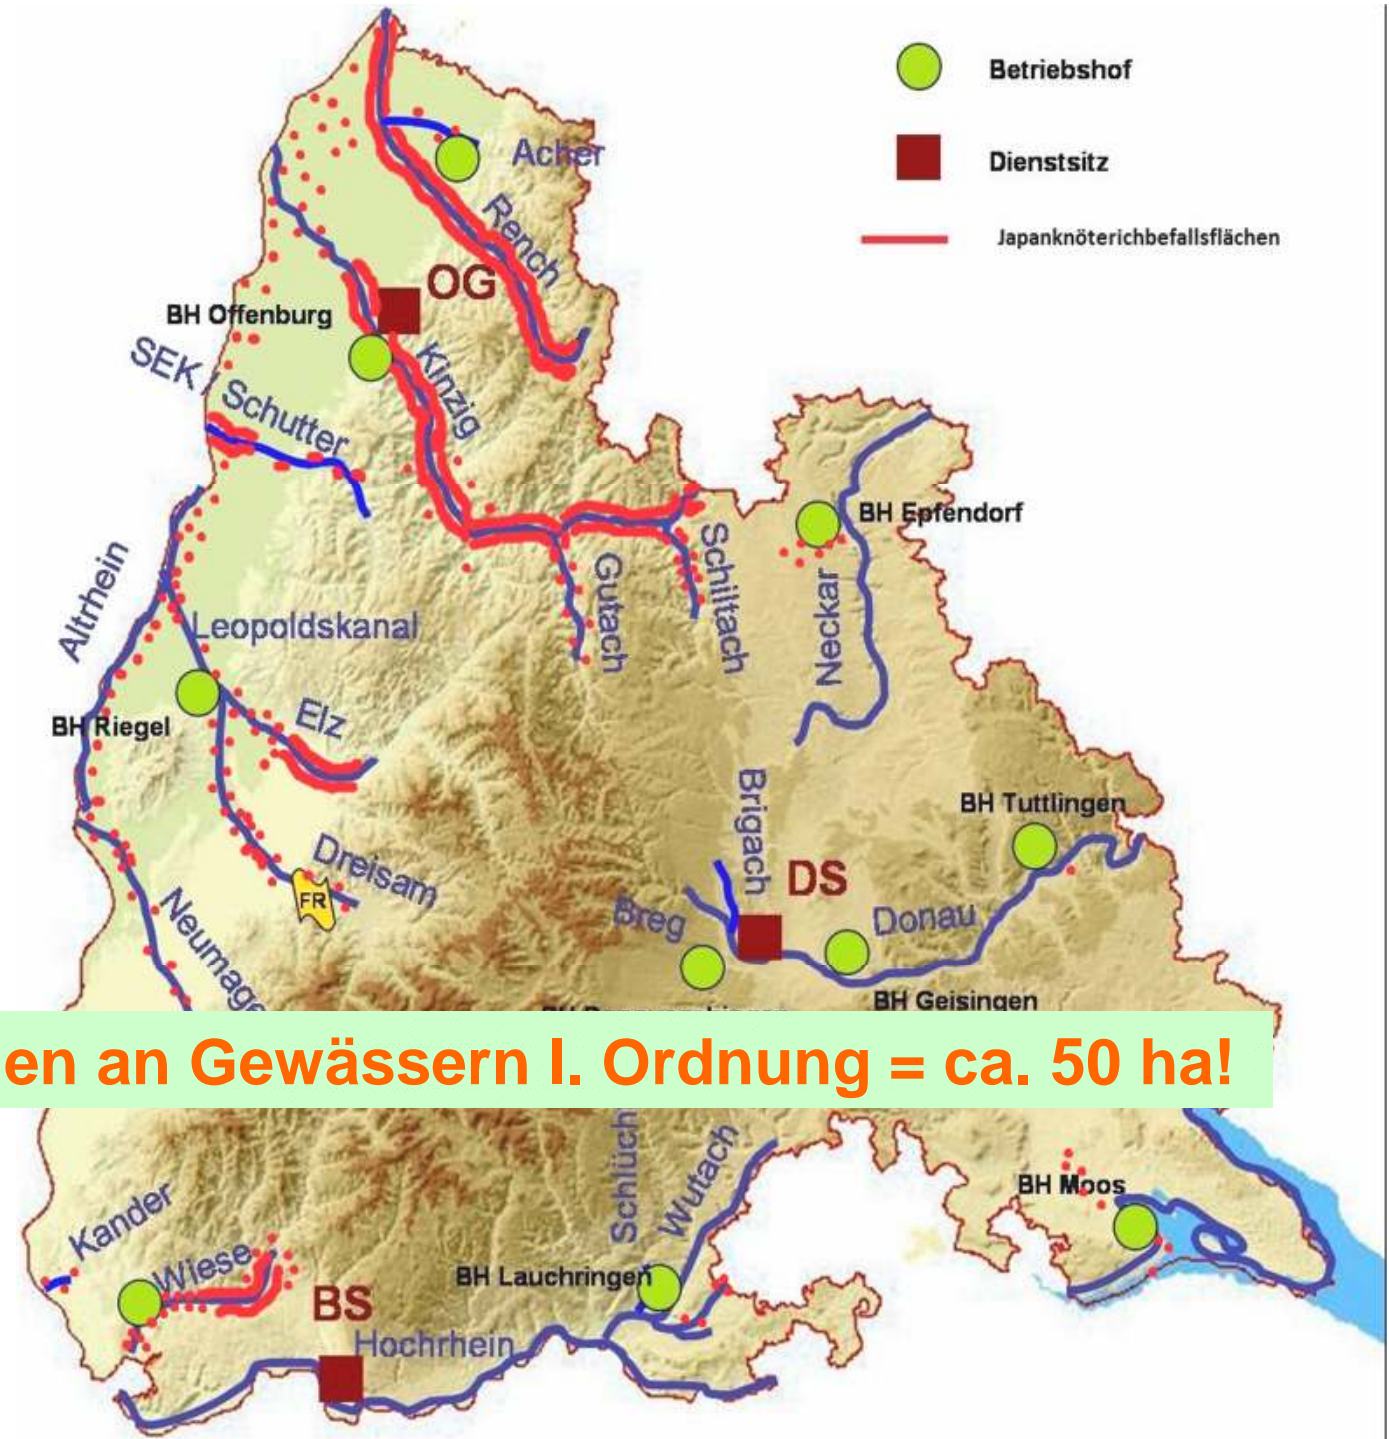 Betriebshof
Dienstsitz
Japanknöterichbefallsflächen
Acher
Rench
OG
BH Offenburg
Kinzig
SEK / Schutter
BH Epfendorf
Schiltach
Gutach
Neckar
Altrhein
Leopoldskanal
Elz
BH Riegel
Brigach
BH Tuttlingen
Dreisam
DS
FR
Breg
Donau
Neumage
BH Geisingen
en an Gewässern I. Ordnung = ca. 50 ha!
Schlüch
Wutach
BH Moos
Kander
Wiese
BH Lauchringen
BS
Hochrhein